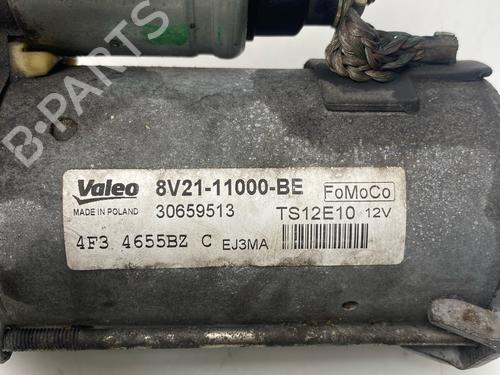 B-PARTS
Valeo 8V21-11000-BE FoMoCo
MADE IN POLAND 30659513 TS12E10 12V
4F3 4655BZ C EJ3MA